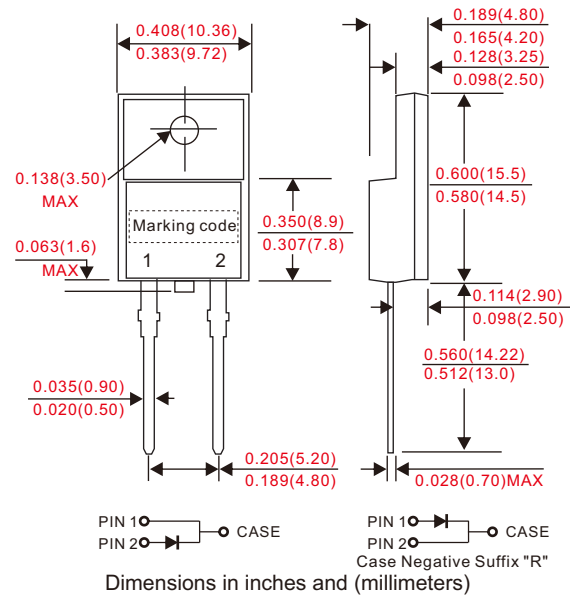 0.408(10.36)
0.383(9.72)
0.189(4.80)
0.165(4.20)
0.128(3.25)
0.098(2.50)
0.138(3.50)
MAX
0.600(15.5)
0.580(14.5)
0.350(8.9)
0.307(7.8)
Marking code
0.063(1.6)
MAX
1 2
0.114(2.90)
0.098(2.50)
0.560(14.22)
0.512(13.0)
0.035(0.90)
0.020(0.50)
0.205(5.20)
0.189(4.80)
0.028(0.70)MAX
PIN 1
PIN 2
CASE
PIN 1
PIN 2
CASE
Case Negative Suffix "R"
Dimensions in inches and (millimeters)